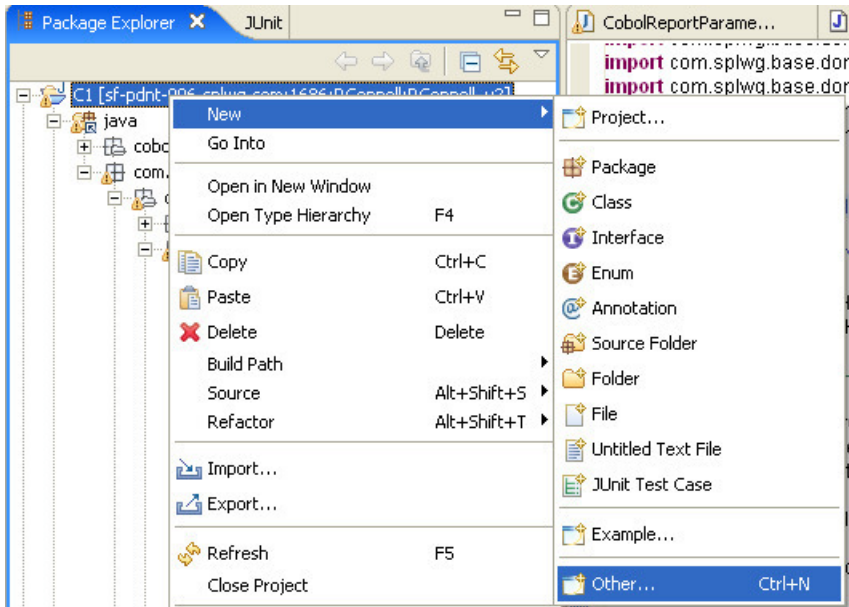 Package Explorer
JUnit
CobolReportParame...
import com.splwg.base.dor
import com.splwg.base.dor
C1 [sf-pdnt-
java
New
Go Into
Open in New Window
Open Type Hierarchy F4
Copy Ctrl+C
Paste Ctrl+V
Delete Delete
Build Path
Source Alt+Shift+S
Refactor Alt+Shift+T
Import...
Export...
Refresh F5
Close Project
Project...
Package
Class
Interface
Enum
Annotation
Source Folder
Folder
File
Untitled Text File
JUnit Test Case
Example...
Other... Ctrl+N